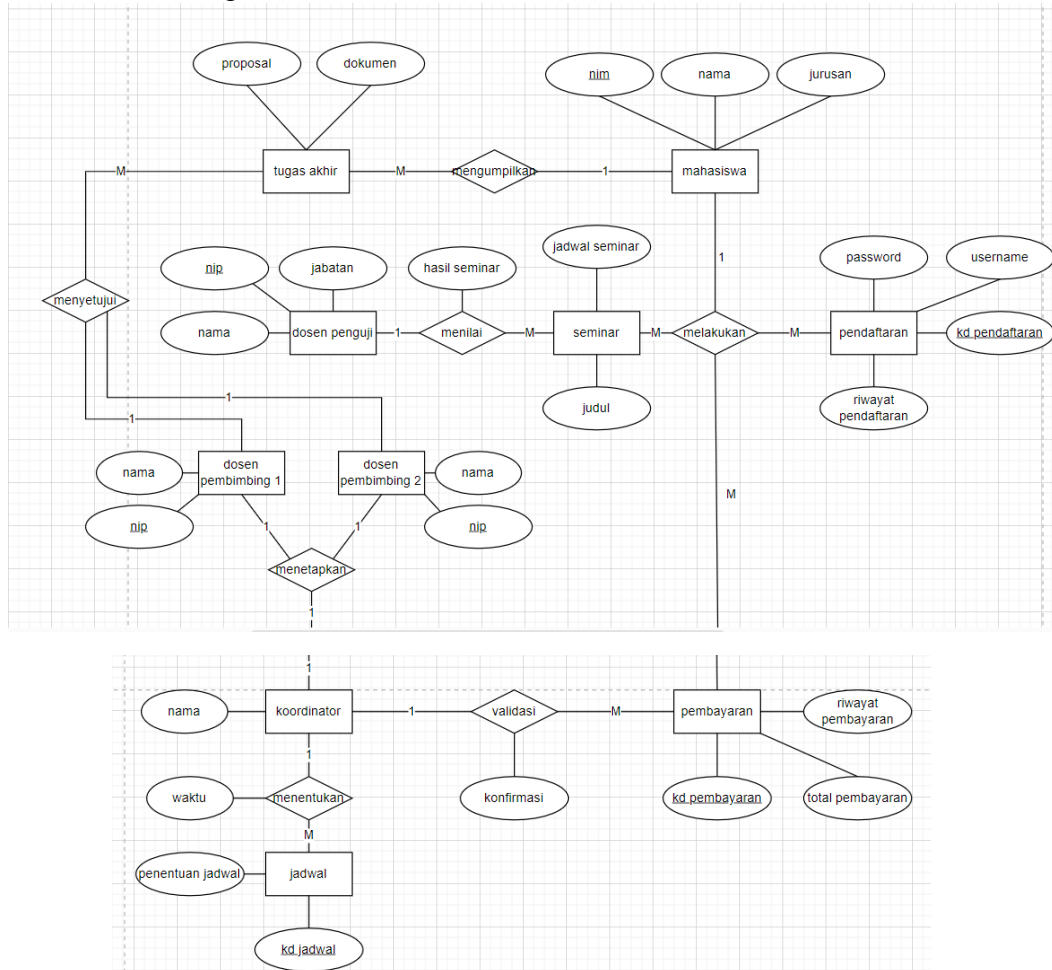 proposal
dokumen
nim
nama
jurusan
M
tugas akhir
M
mengumpilkan
1
mahasiswa
jadwal seminar
1
password
username
nip
jabatan
hasil seminar
menyetujui
nama
dosen penguji
1
menilai
M
seminar
M
melakukan
M
pendaftaran
kd pendaftaran
1
judul
riwayat
pendaftaran
1
nama
dosen
pembimbing 1
dosen
pembimbing 2
nama
M
nip
1
1
nip
menetapkan
1
1
nama
koordinator
1
validasi
M
pembayaran
riwayat
pembayaran
1
waktu
menentukan
konfirmasi
kd pembayaran
total pembayaran
M
penentuan jadwal
jadwal
kd jadwal